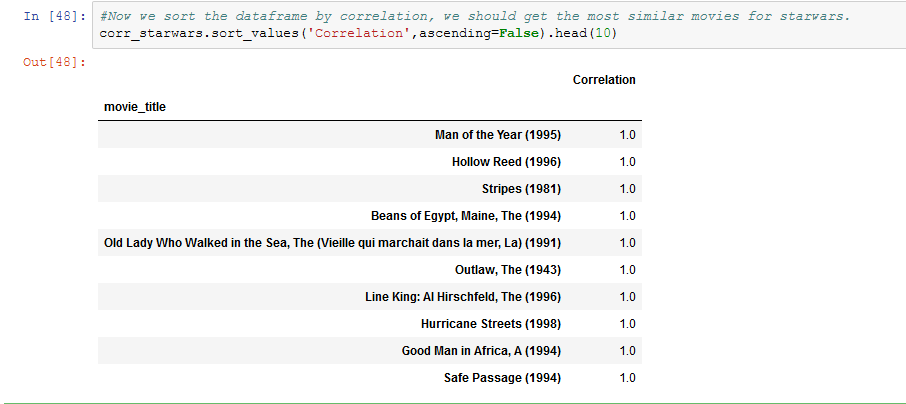 In [48]: #Now we sort the dataframe by correlation, we should get the most similar movies for starwars.
corr_starwars.sort_values('Correlation',ascending=False).head(10)
Out[48]:
Correlation
movie_title
Man of the Year (1995) 1.0
Hollow Reed (1996) 1.0
Stripes (1981) 1.0
Beans of Egypt, Maine, The (1994) 1.0
Old Lady Who Walked in the Sea, The (Vieille qui marchait dans la mer, La) (1991) 1.0
Outlaw, The (1943) 1.0
Line King: Al Hirschfeld, The (1996) 1.0
Hurricane Streets (1998) 1.0
Good Man in Africa, A (1994) 1.0
Safe Passage (1994) 1.0